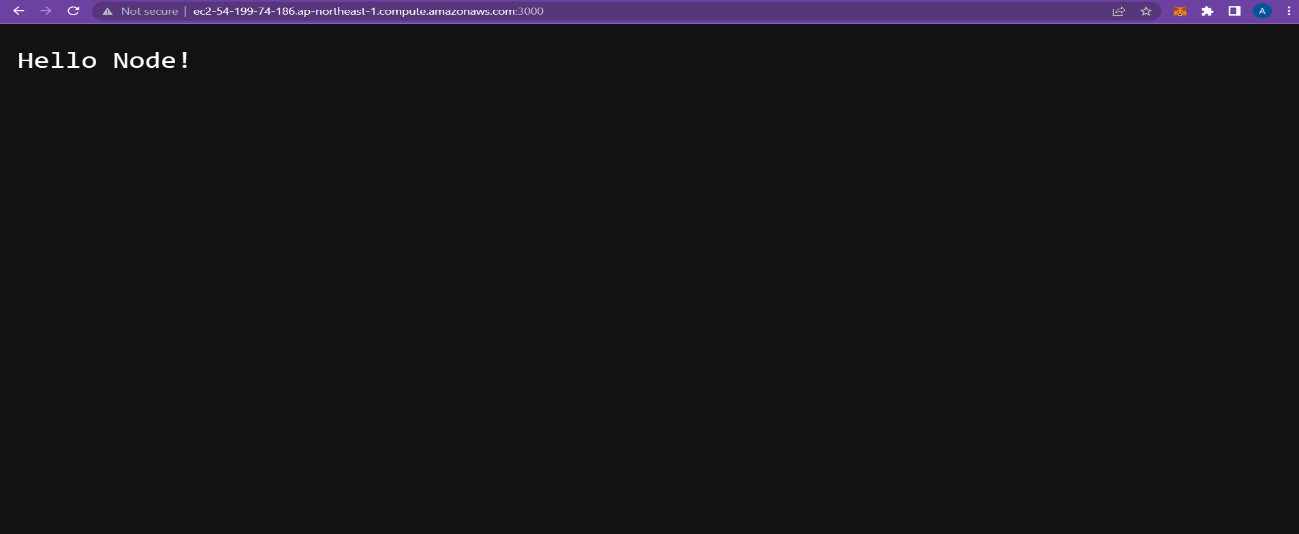 Not secure | ec2-54-199-74-186.ap-northeast-1.compute.amazonaws.com:3000
A
Hello Node!